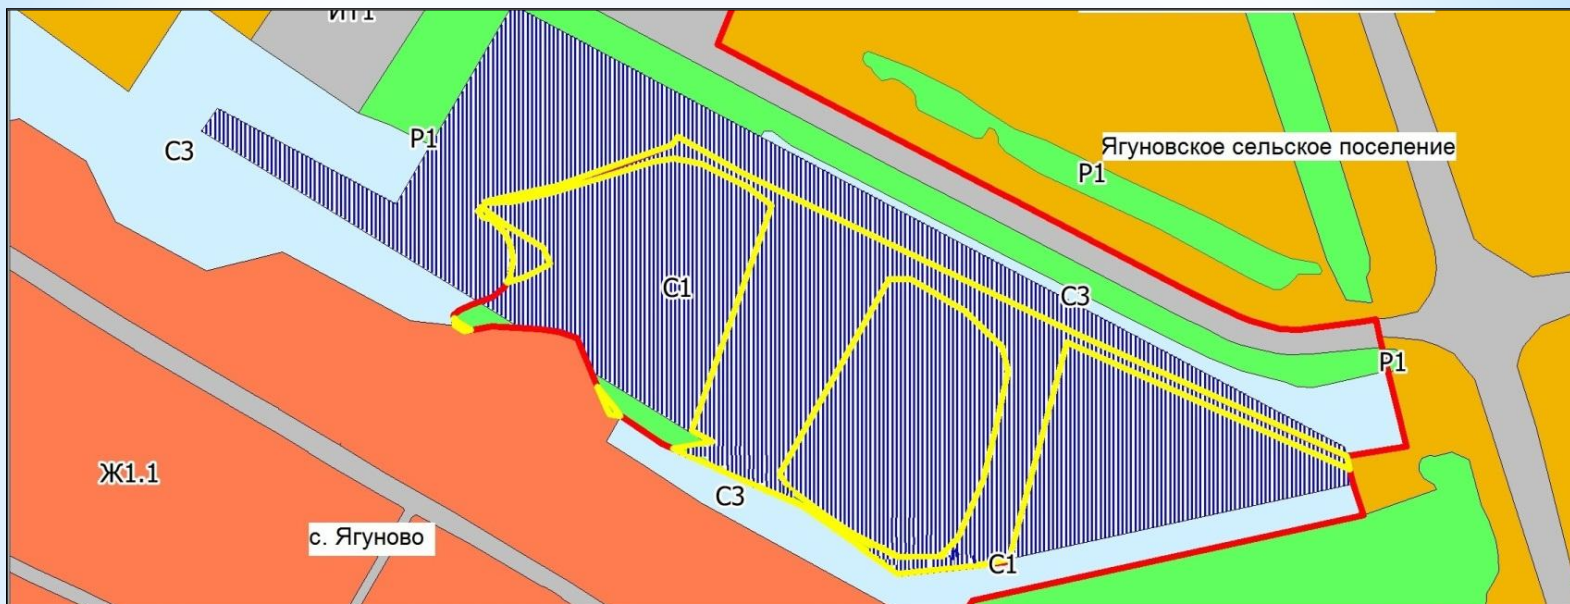 ИТ1
Ягуновское сельское поселение
Р1
С3
Р1
С1
С3
Р1
Ж1.1
С3
с. Ягуново
С1